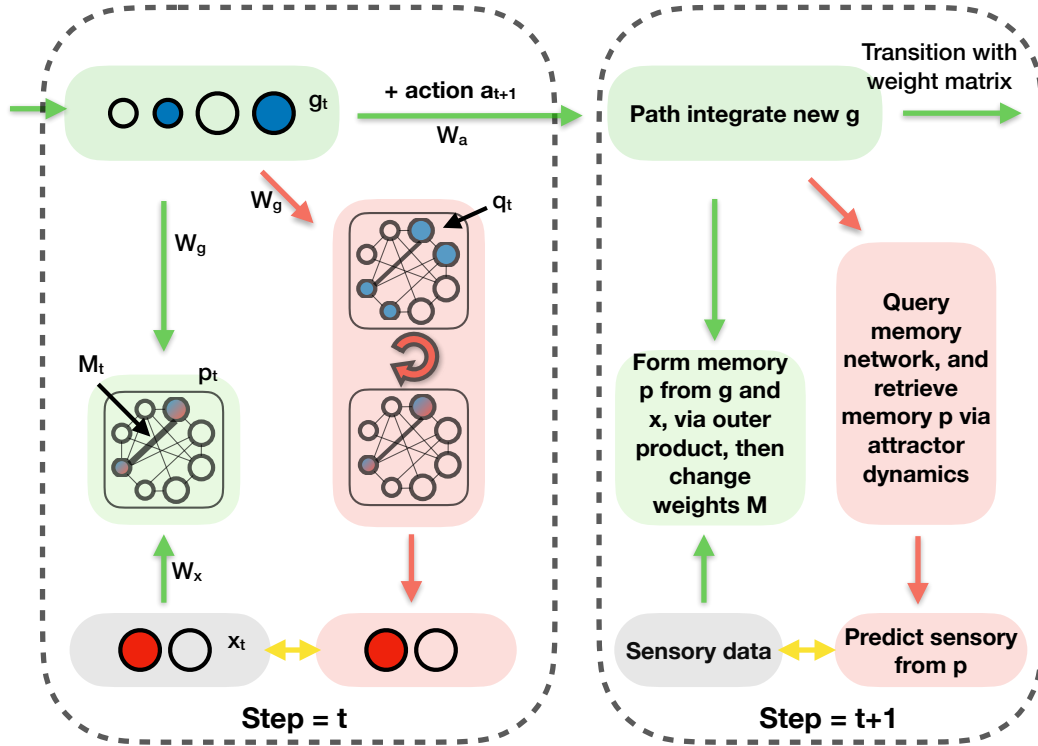 g_t
+ action a_{t+1}
W_a
W_g
W_g
q_t
M_t
p_t
W_x
x_t
Step = t
Transition with
weight matrix
Path integrate new g
Form memory
p from g and
x, via outer
product, then
change
weights M
Query
memory
network, and
retrieve
memory p via
attractor
dynamics
Sensory data
Predict sensory
from p
Step = t+1